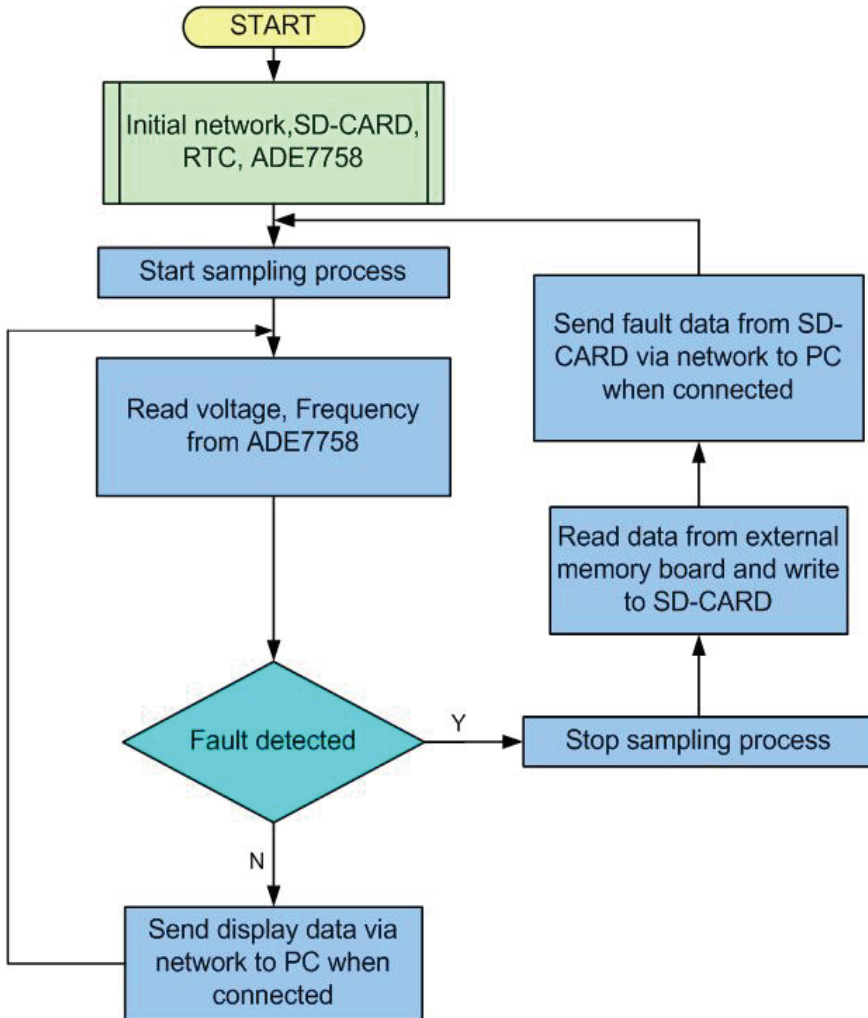 START
Initial network,SD-CARD,
RTC, ADE7758
Start sampling process
Read voltage, Frequency
from ADE7758
Fault detected
Y
N
Send display data via
network to PC when
connected
Stop sampling process
Read data from external
memory board and write
to SD-CARD
Send fault data from SD-
CARD via network to PC
when connected